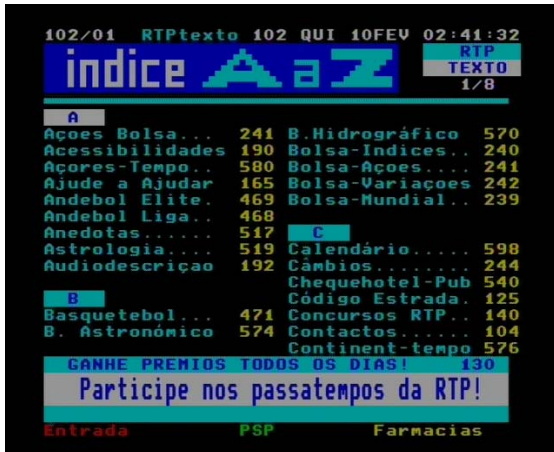 102/01 RTPtexto 102 QUI 10FEV 02:41:32
indice A a Z
RTP
TEXTO
1/8
A
Açoes Bolsa... 241
Acessibilidades 190
Açores-Tempo.. 580
Ajude a Ajudar 165
Andebol Elite. 469
Andebol Liga.. 468
Anedotas...... 517
Astrologia.... 519
Audiodescriçao 192
B
Basquetebol... 471
B. Astronómico 574
B.Hidrográfico 570
Bolsa-Indices.. 240
Bolsa-Açoes.... 241
Bolsa-Variaçoes 242
Bolsa-Mundial.. 239
C
Calendário..... 598
Câmbios........ 244
Chequehotel-Pub 540
Código Estrada. 125
Concursos RTP.. 140
Contactos...... 104
Continent-tempo 576
GANHE PREMIOS TODOS OS DIAS! 130
Participe nos passatempos da RTP!
Entrada PSP Farmacias